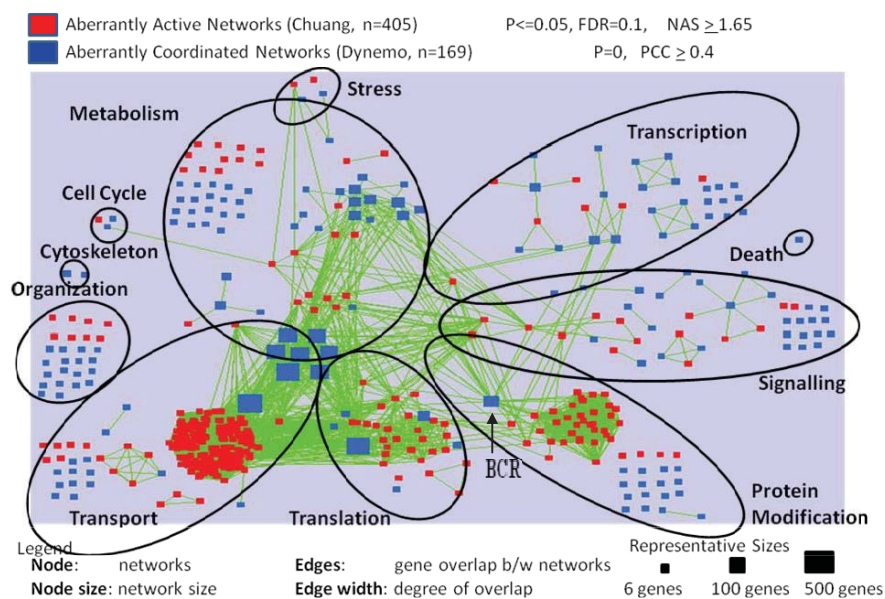 Aberrantly Active Networks (Chuang, n=405) P<=0.05, FDR=0.1, NAS ≥1.65
Aberrantly Coordinated Networks (Dynemo, n=169) P=0, PCC ≥ 0.4
Stress
Metabolism
Transcription
Cell Cycle
Cytoskeleton
Death
Organization
Signalling
BCR
Protein
Modification
Transport
Translation
Legend
Node: networks
Edges: gene overlap b/w networks
Representative Sizes
Node size: network size
Edge width: degree of overlap
6 genes 100 genes 500 genes